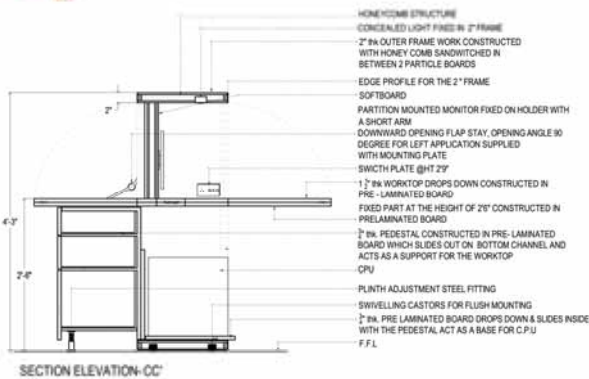 HONEYCOMB STRUCTURE
CONCEALED LIGHT FIXED IN 2" FRAME
2" thk OUTER FRAME WORK CONSTRUCTED
WITH HONEY COMB SANDWITCHED IN
BETWEEN 2 PARTICLE BOARDS
EDGE PROFILE FOR THE 2" FRAME
SOFTBOARD
2"
PARTITION MOUNTED MONITOR FIXED ON HOLDER WITH
A SHORT ARM
DOWNWARD OPENING FLAP STAY, OPENING ANGLE 90
DEGREE FOR LEFT APPLICATION SUPPLIED
WITH MOUNTING PLATE
SWICTH PLATE @HT 2'9"
1 1/2" thk WORKTOP DROPS DOWN CONSTRUCTED IN
PRE - LAMINATED BOARD
4'-3"
FIXED PART AT THE HEIGHT OF 2'6" CONSTRUCTED IN
PRELAMINATED BOARD
thk. PEDESTAL CONSTRUCTED IN PRE- LAMINATED
BOARD WHICH SLIDES OUT ON BOTTOM CHANNEL AND
ACTS AS A SUPPORT FOR THE WORKTOP
2'-6"
CPU
PLINTH ADJUSTMENT STEEL FITTING
SWIVELLING CASTORS FOR FLUSH MOUNTING
thk. PRE LAMINATED BOARD DROPS DOWN & SLIDES INSIDE
WITH THE PEDESTAL ACT AS A BASE FOR C.P.U
F.F.L
SECTION ELEVATION- CC'